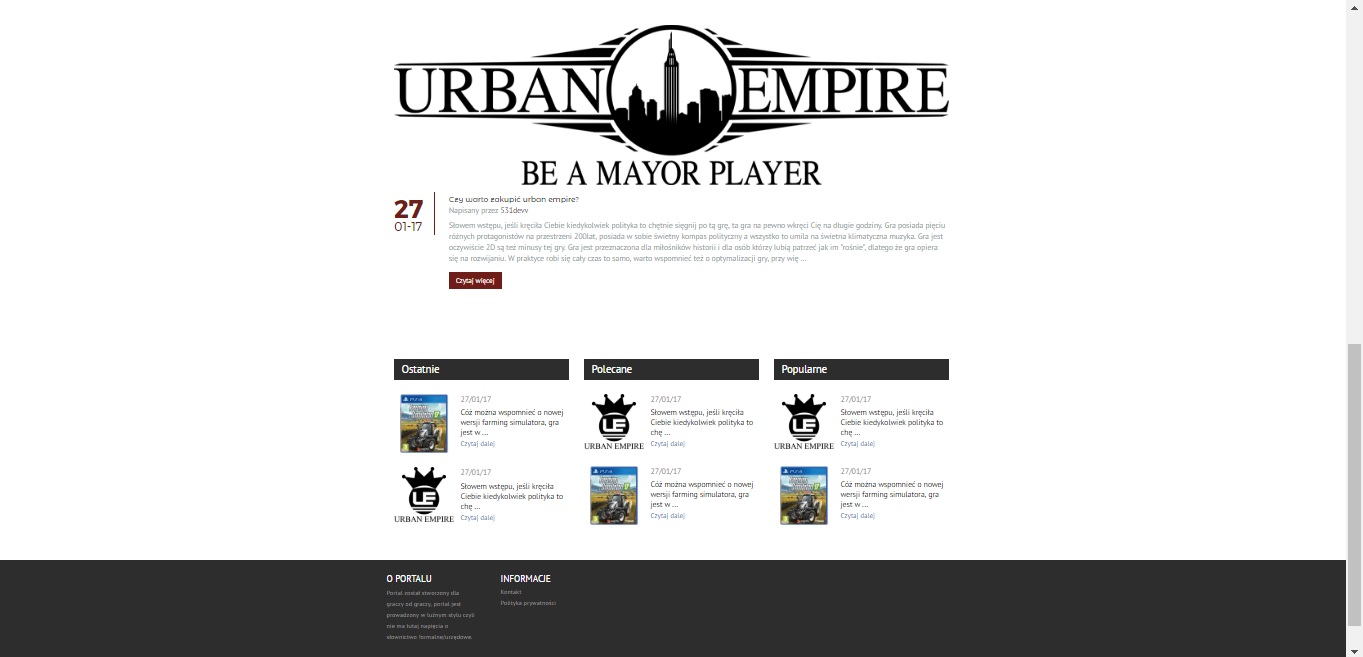 URBAN EMPIRE
BE A MAYOR PLAYER
27
01-17
Czy warto zakupić urban empire?
Napisany przez S31devv
Słowem wstępu, jeśli kręciła Ciebie kiedykolwiek polityka to chętnie sięgnij po tą grę, ta gra na pewno wkręci Cię na długie godziny. Gra posiada pięciu
różnych protagonistów na przestrzeni 200lat, posiada w sobie świetny kompas polityczny a wszystko to umila na świetna klimatyczna muzyka. Gra jest
oczywiście 2D są też minusy tej gry. Gra jest przeznaczona dla miłośników historii i dla osób którzy lubią patrzeć jak im "rośnie", dlatego że gra opiera
się na rozwijaniu. W praktyce robi się cały czas to samo, warto wspomnieć też o optymalizacji gry, przy wię ...
Czytaj więcej
Ostatnie
27/01/17
Cóż można wspomnieć o nowej
wersji farming simulatora, gra
jest w ...
Czytaj dalej
UE
URBAN EMPIRE
27/01/17
Słowem wstępu, jeśli kręciła
Ciebie kiedykolwiek polityka to
chę ...
Czytaj dalej
Polecane
UE
URBAN EMPIRE
27/01/17
Słowem wstępu, jeśli kręciła
Ciebie kiedykolwiek polityka to
chę ...
Czytaj dalej
27/01/17
Cóż można wspomnieć o nowej
wersji farming simulatora, gra
jest w ...
Czytaj dalej
Popularne
UE
URBAN EMPIRE
27/01/17
Słowem wstępu, jeśli kręciła
Ciebie kiedykolwiek polityka to
chę ...
Czytaj dalej
27/01/17
Cóż można wspomnieć o nowej
wersji farming simulatora, gra
jest w ...
Czytaj dalej
O PORTALU
Portal został stworzony dla
graczy od graczy, portal jest
prowadzony w luźnym stylu czyli
nie ma tutaj napięcia o
słownictwo formalne/urzędowe.
INFORMACJE
Kontakt
Polityka prywatności